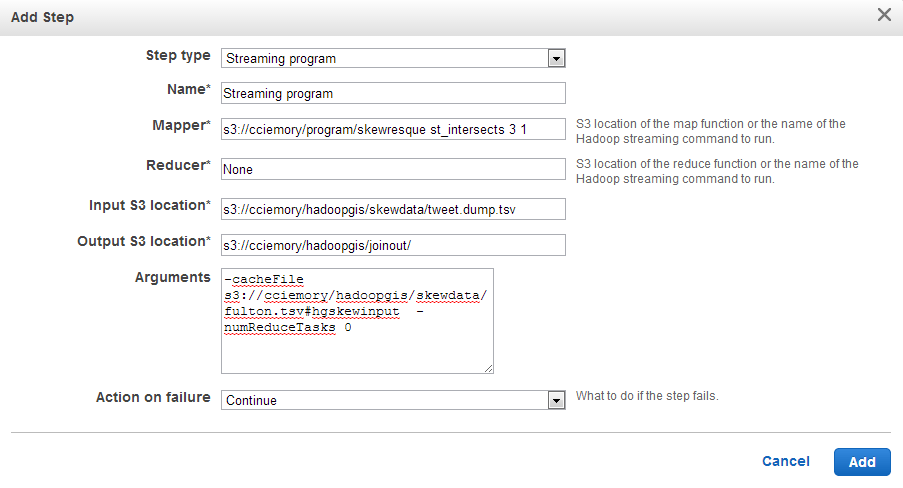 Add Step
Step type
Streaming program
Name*
Streaming program
Mapper*
s3://cciemory/program/skewresque st_intersects 3 1
S3 location of the map function or the name of the
Hadoop streaming command to run.
Reducer*
None
S3 location of the reduce function or the name of the
Hadoop streaming command to run.
Input S3 location*
s3://cciemory/hadoopgis/skewdata/tweet.dump.tsv
Output S3 location*
s3://cciemory/hadoopgis/joinout/
Arguments
-cacheFile
s3://cciemory/hadoopgis/skewdata/
fulton.tsv#hgskewinput -
numReduceTasks 0
Action on failure
Continue
What to do if the step fails.
Cancel
Add